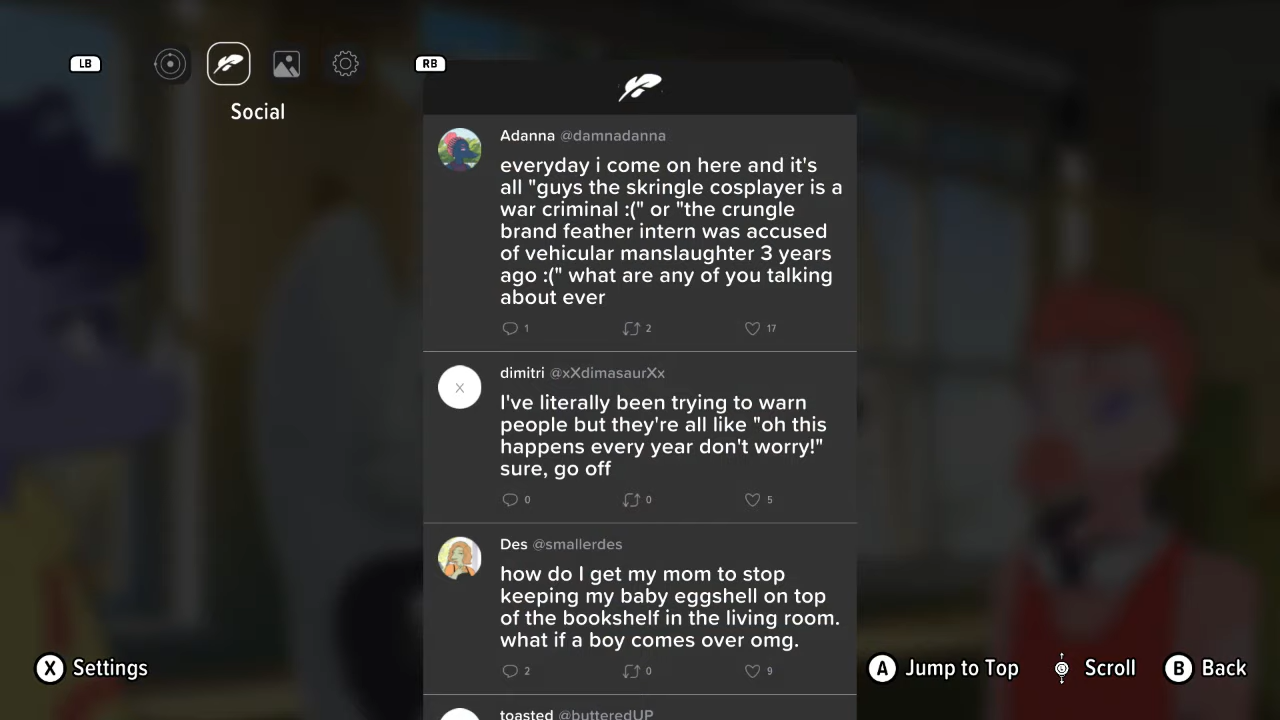 LB
RB
Social
Adanna @damnadanna
everyday i come on here and it's
all "guys the skringle cosplayer is a
war criminal :(" or "the crungle
brand feather intern was accused
of vehicular manslaughter 3 years
ago :(" what are any of you talking
about ever
1 2 17
X
dimitri @xXdimasaurXx
I've literally been trying to warn
people but they're all like "oh this
happens every year don't worry!"
sure, go off
0 0 5
Des @smallerdes
how do I get my mom to stop
keeping my baby eggshell on top
of the bookshelf in the living room.
what if a boy comes over omg.
2 0 9
toasted @butteredUP
X Settings
A Jump to Top
Scroll
B Back